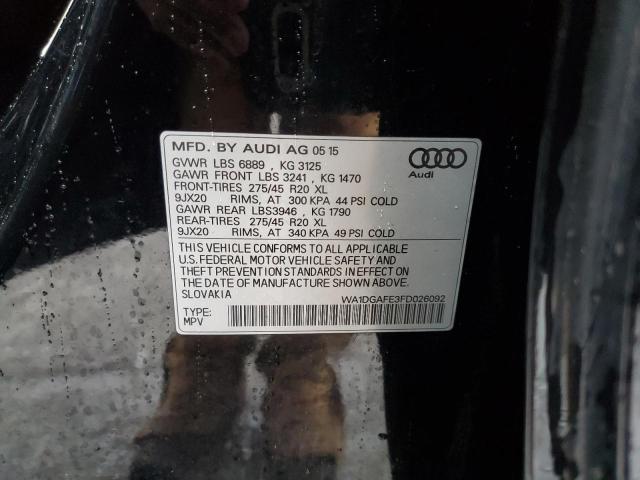 MFD. BY AUDI AG 05 15
GVWR LBS 6889 , KG 3125
GAWR FRONT LBS 3241 , KG 1470
FRONT-TIRES 275/45 R20 XL
9JX20 RIMS, AT 300 KPA 44 PSI COLD
GAWR REAR LBS3946 , KG 1790
REAR-TIRES 275/45 R20 XL
9JX20 RIMS, AT 340 KPA 49 PSI COLD
Audi
THIS VEHICLE CONFORMS TO ALL APPLICABLE
U.S. FEDERAL MOTOR VEHICLE SAFETY AND
THEFT PREVENTION STANDARDS IN EFFECT ON
THE DATE OF MANUFACTURE SHOWN ABOVE.
SLOVAKIA
WA1DGAFE3FD026092
TYPE:
MPV